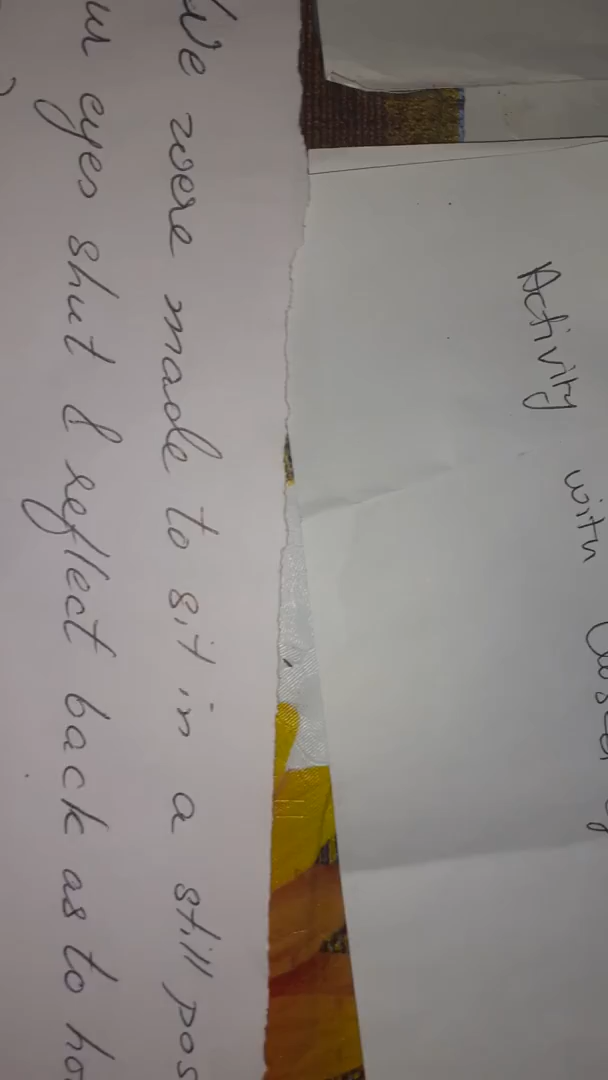 Activity with
We were made to sit in a still pos
eyes shut & reflect back as to ho